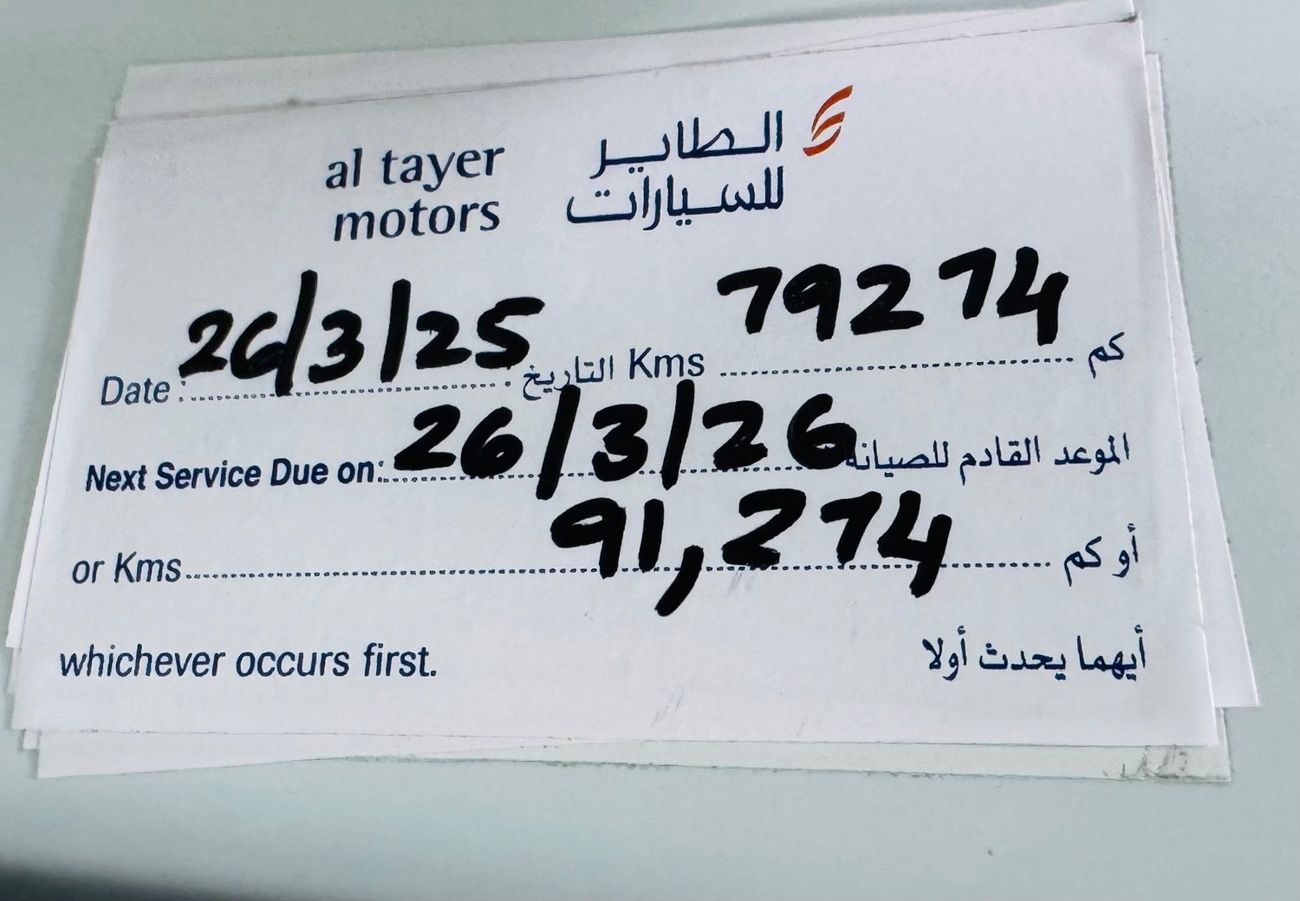 al tayer
motors
الطاير
للسيارات
Date : 26/3/25 : التاريخ Kms 79274 كم
Next Service Due on: 26/3/26 الموعد القادم للصيانة
or Kms 91,274 أو كم
whichever occurs first. أيهما يحدث أولا